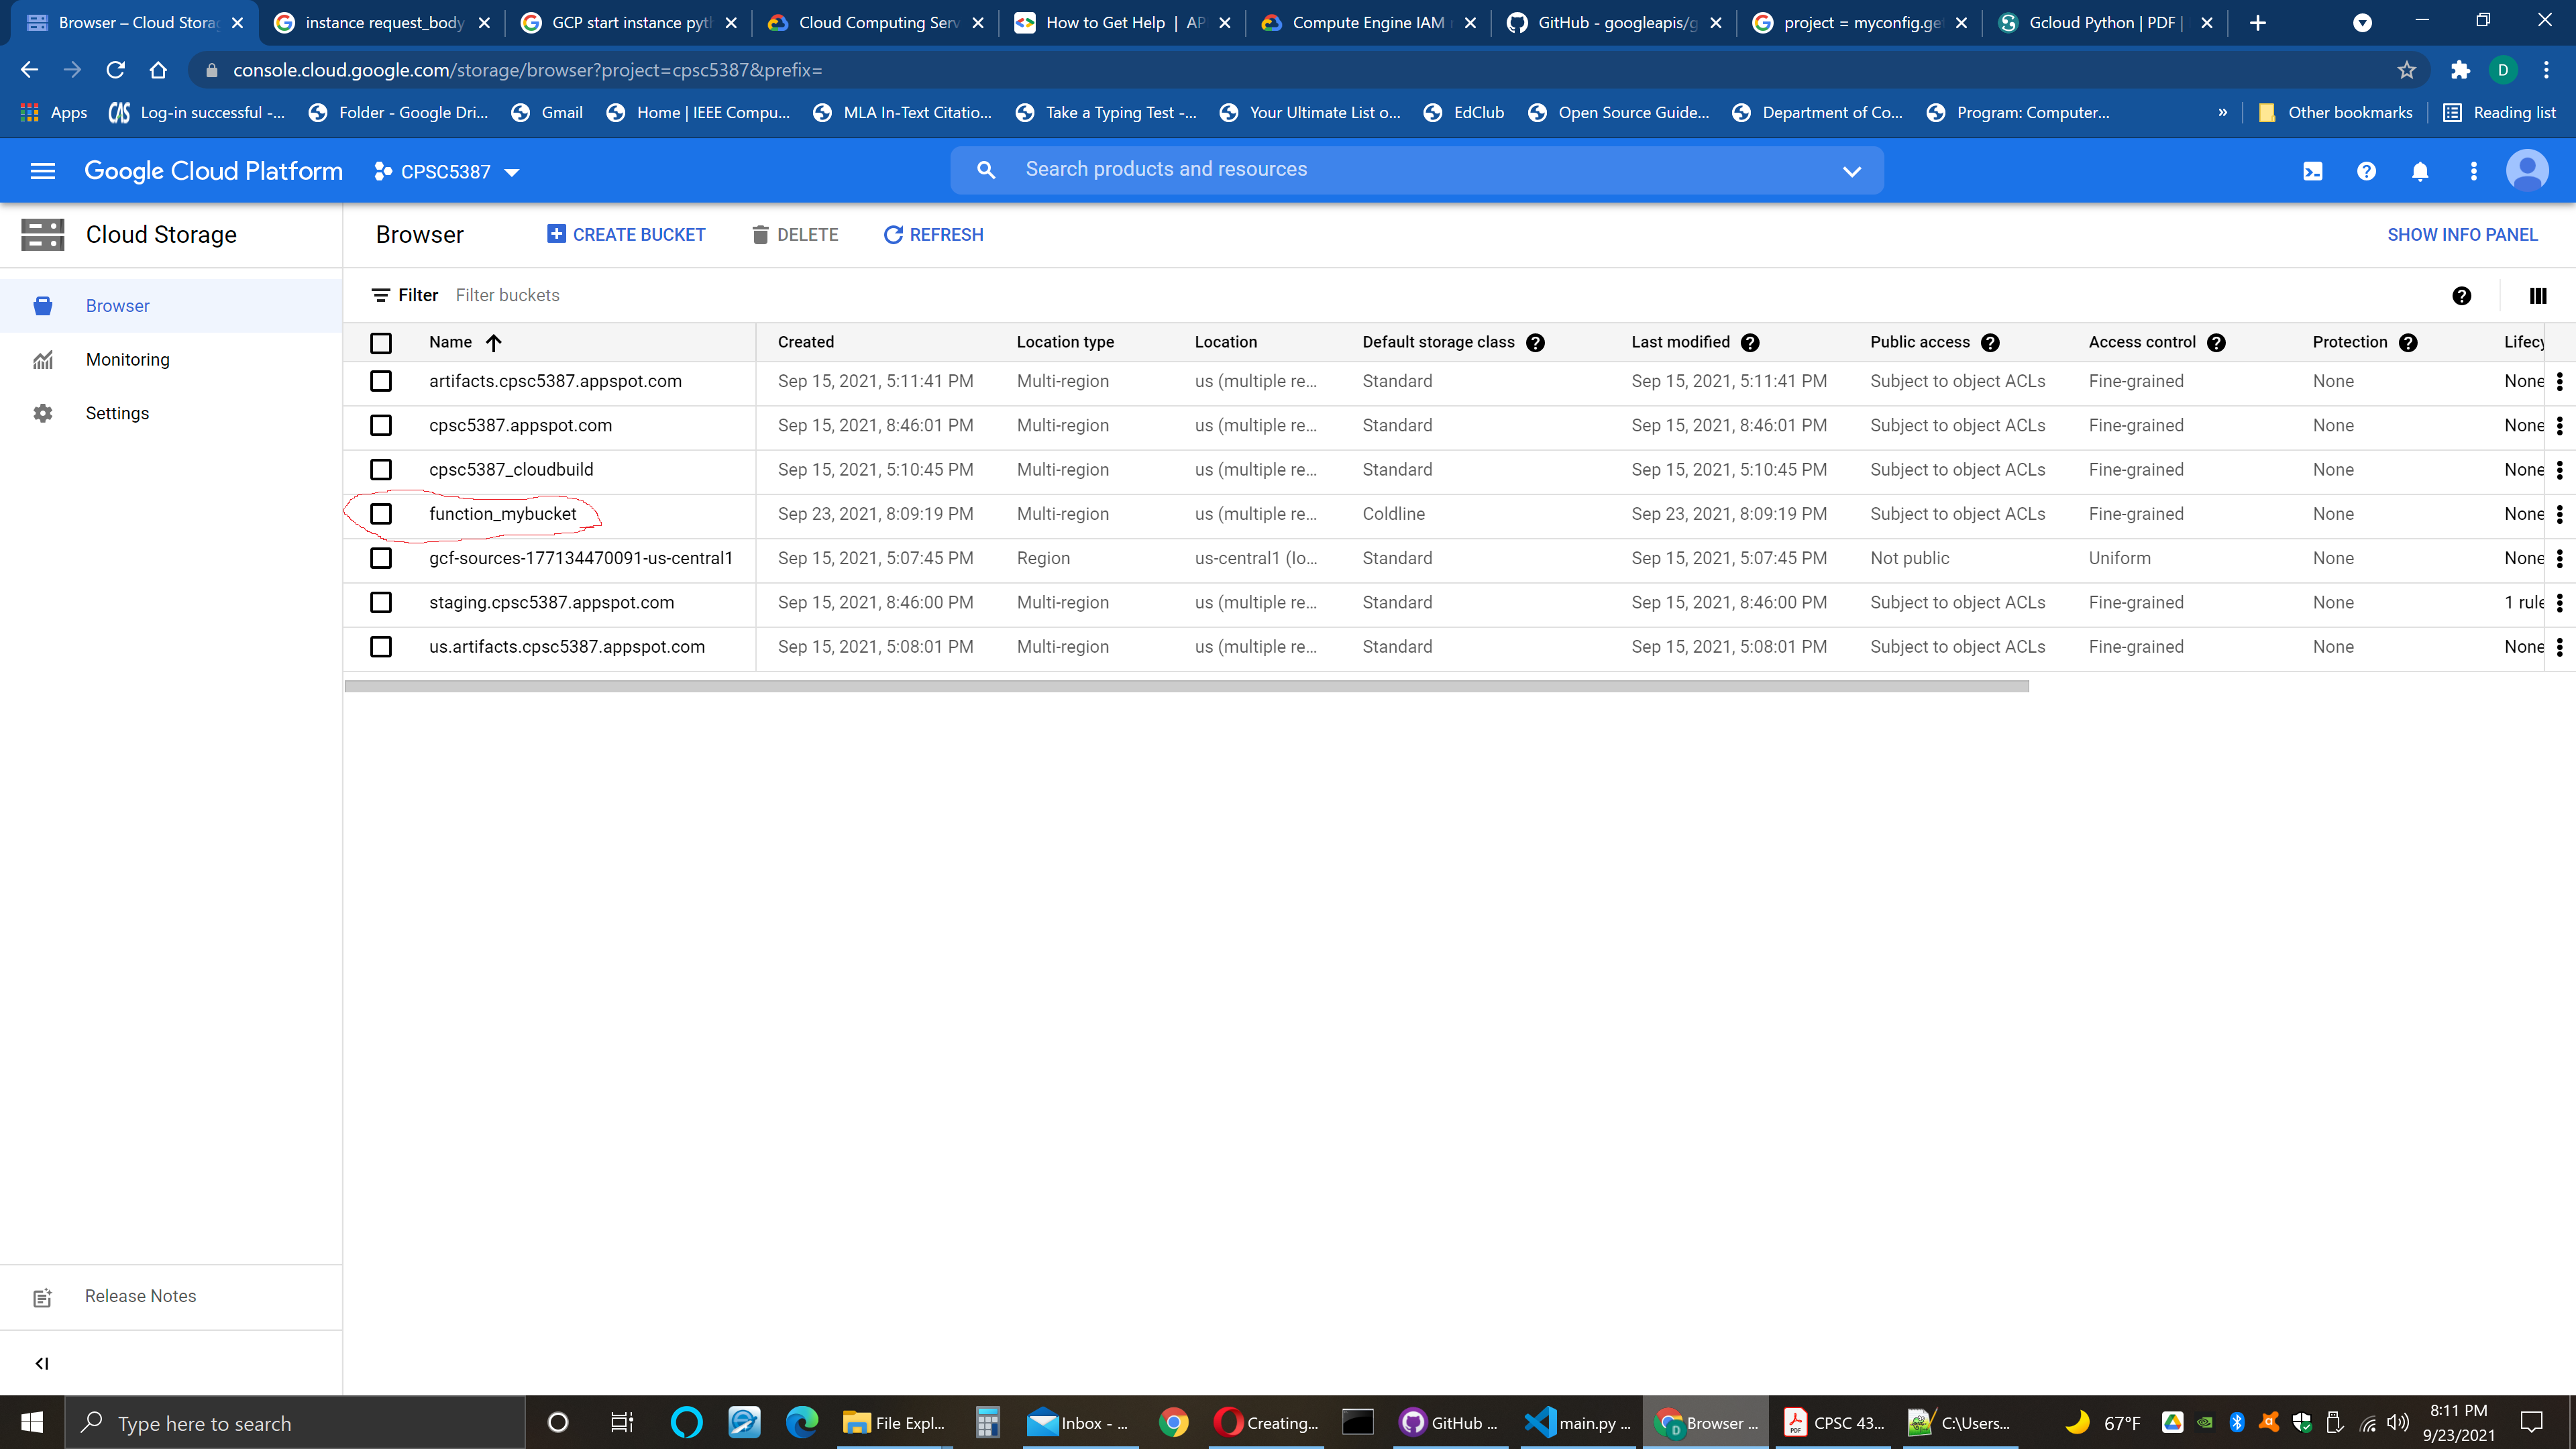 Browser – Cloud Storag
instance request_body
GCP start instance pyth
Cloud Computing Serv
How to Get Help | AP
Compute Engine IAM
GitHub - googleapis/g
project = myconfig.ge
Gcloud Python | PDF |
console.cloud.google.com/storage/browser?project=cpsc5387&prefix=
D
Apps
CAS Log-in successful -...
Folder - Google Dri...
Gmail
Home | IEEE Compu...
MLA In-Text Citatio...
Take a Typing Test -...
Your Ultimate List o...
EdClub
Open Source Guide...
Department of Co...
Program: Computer...
»
Other bookmarks
Reading list
Google Cloud Platform
CPSC5387
Search products and resources
Cloud Storage
Browser
CREATE BUCKET
DELETE
REFRESH
SHOW INFO PANEL
Browser
Monitoring
Settings
Filter Filter buckets
Name Created Location type Location Default storage class Last modified Public access Access control Protection Lifecy
artifacts.cpsc5387.appspot.com Sep 15, 2021, 5:11:41 PM Multi-region us (multiple re... Standard Sep 15, 2021, 5:11:41 PM Subject to object ACLs Fine-grained None None
cpsc5387.appspot.com Sep 15, 2021, 8:46:01 PM Multi-region us (multiple re... Standard Sep 15, 2021, 8:46:01 PM Subject to object ACLs Fine-grained None None
cpsc5387_cloudbuild Sep 15, 2021, 5:10:45 PM Multi-region us (multiple re... Standard Sep 15, 2021, 5:10:45 PM Subject to object ACLs Fine-grained None None
function_mybucket Sep 23, 2021, 8:09:19 PM Multi-region us (multiple re... Coldline Sep 23, 2021, 8:09:19 PM Subject to object ACLs Fine-grained None None
gcf-sources-177134470091-us-central1 Sep 15, 2021, 5:07:45 PM Region us-central1 (lo... Standard Sep 15, 2021, 5:07:45 PM Not public Uniform None None
staging.cpsc5387.appspot.com Sep 15, 2021, 8:46:00 PM Multi-region us (multiple re... Standard Sep 15, 2021, 8:46:00 PM Subject to object ACLs Fine-grained None 1 rule
us.artifacts.cpsc5387.appspot.com Sep 15, 2021, 5:08:01 PM Multi-region us (multiple re... Standard Sep 15, 2021, 5:08:01 PM Subject to object ACLs Fine-grained None None
Release Notes
Type here to search
File Expl...
Inbox - ...
Creating...
GitHub ...
main.py ...
Browser ...
CPSC 43...
C:\Users...
67°F
8:11 PM
9/23/2021